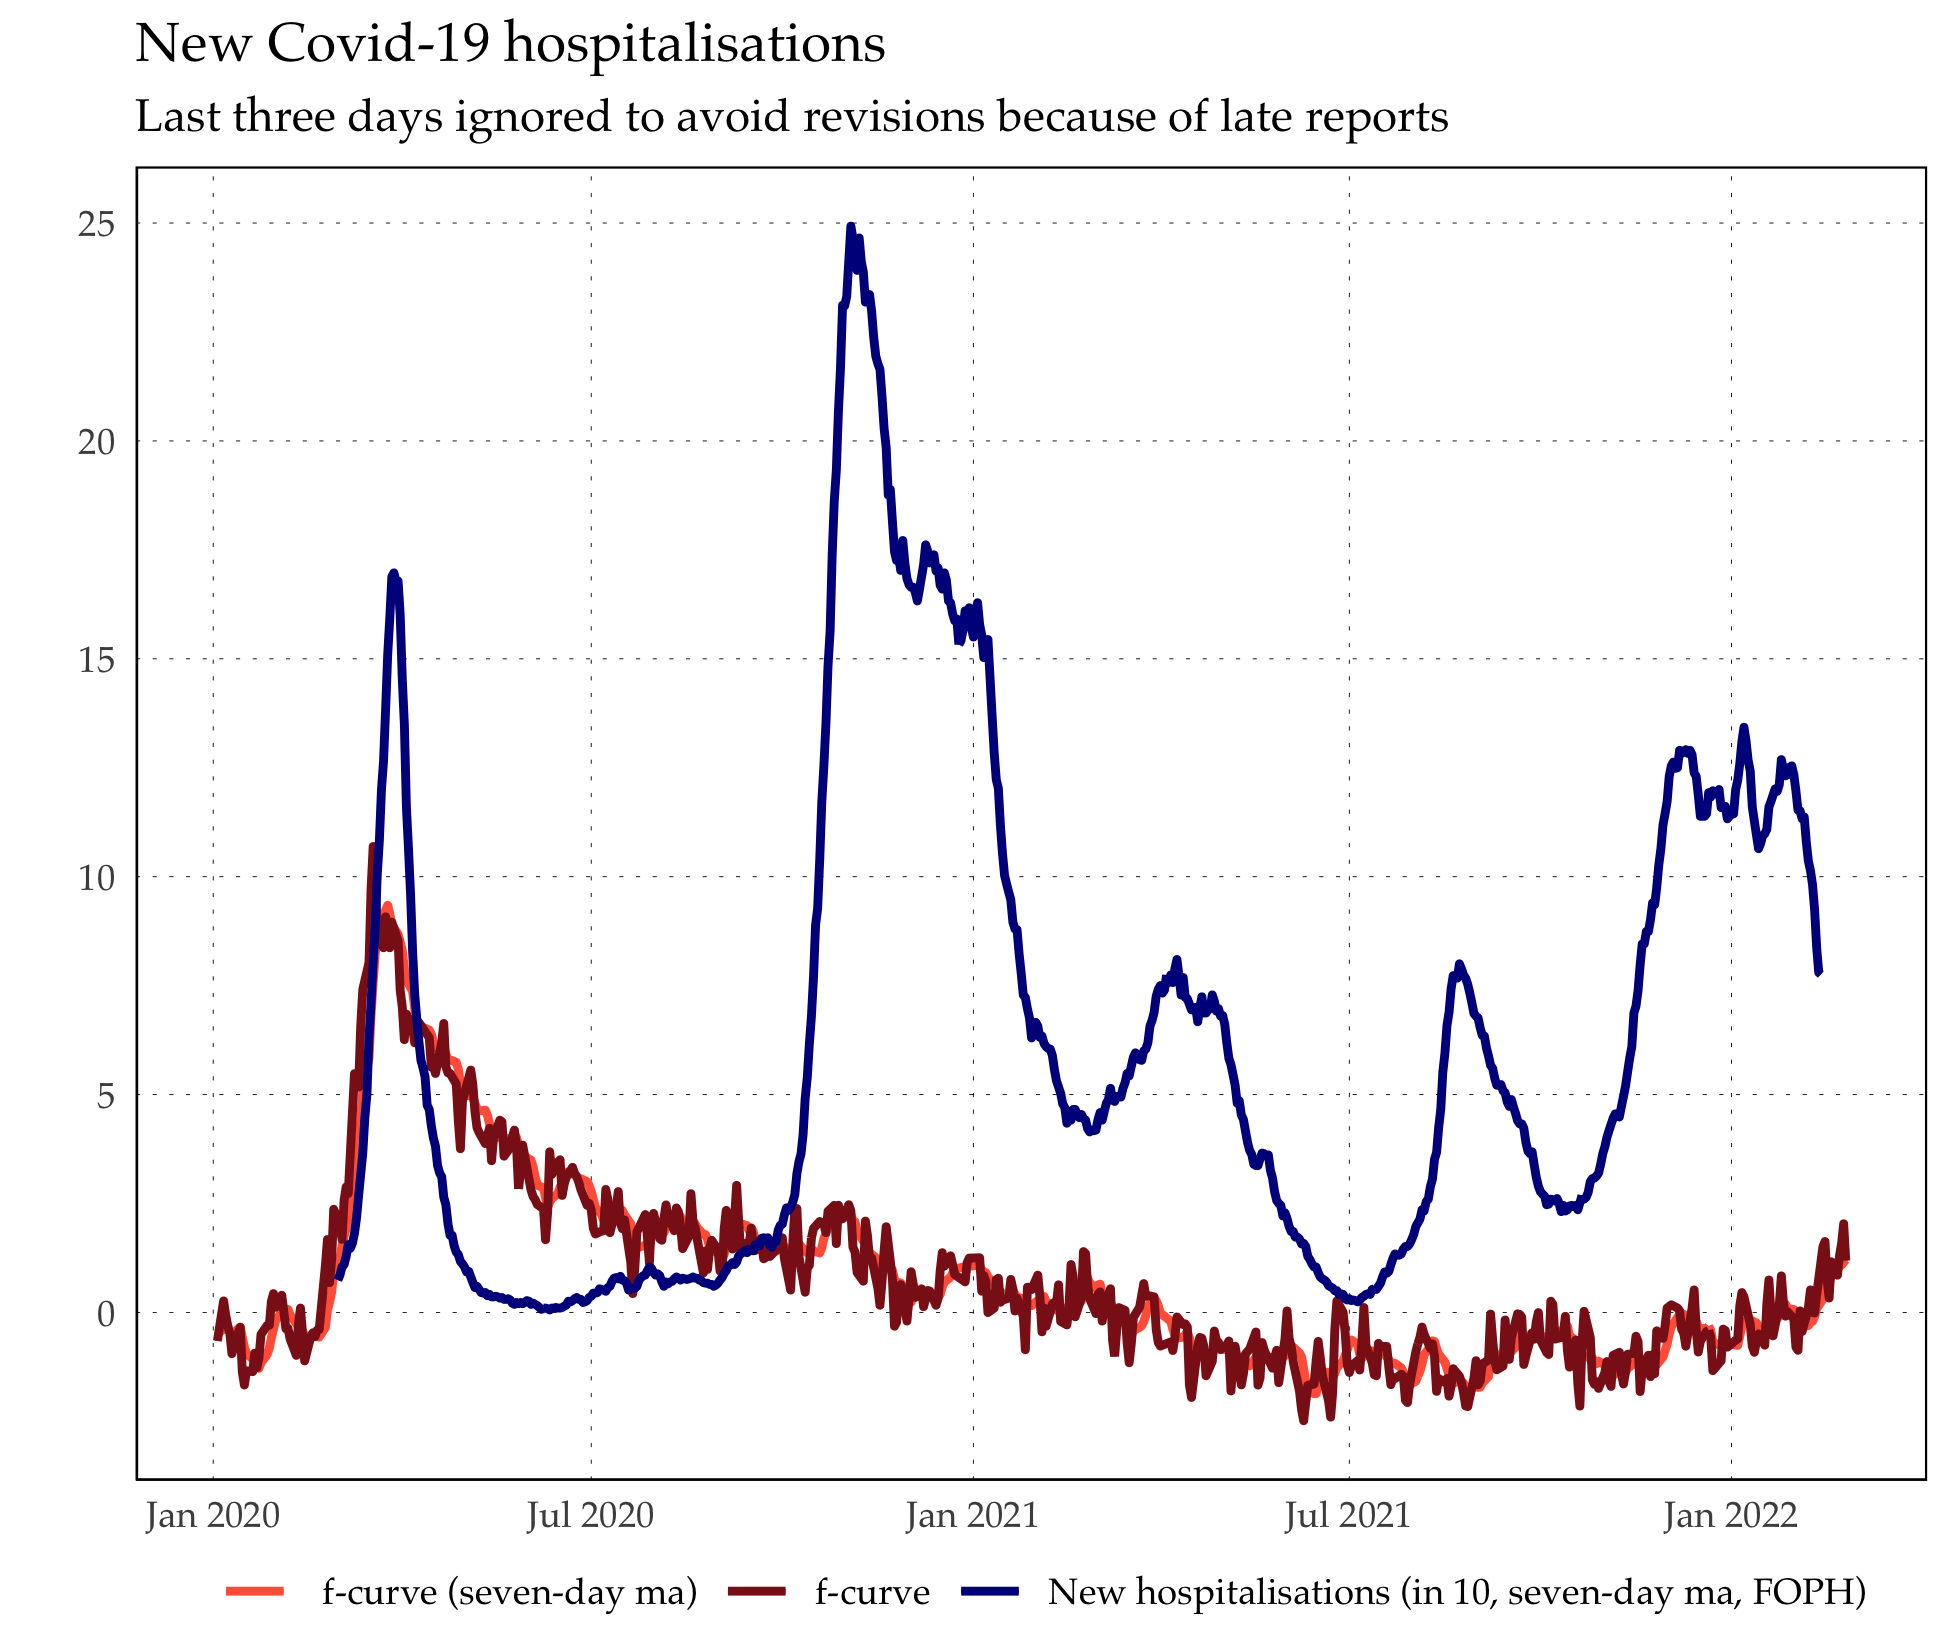 New Covid-19 hospitalisations
Last three days ignored to avoid revisions because of late reports
25
20
15
10
5
0
Jan 2020 Jul 2020 Jan 2021 Jul 2021 Jan 2022
f-curve (seven-day ma) f-curve New hospitalisations (in 10, seven-day ma, FOPH)